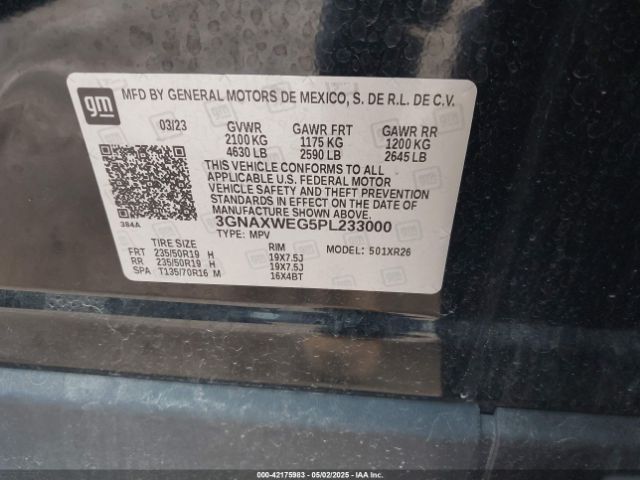 gm
MFD BY GENERAL MOTORS DE MEXICO, S. DE R.L. DE C.V.
03/23 GVWR GAWR FRT GAWR RR
2100 KG 1175 KG 1200 KG
4630 LB 2590 LB 2645 LB
THIS VEHICLE CONFORMS TO ALL
APPLICABLE U.S. FEDERAL MOTOR
VEHICLE SAFETY AND THEFT PREVENTION
STANDARDS IN EFFECT ON THE DATE OF
MANUFACTURE SHOWN ABOVE.
384A 3GNAXWEG5PL233000
TYPE: MPV MODEL: 501XR26
TIRE SIZE RIM
FRT 235/50R19 H 19X7.5J
RR 235/50R19 H 19X7.5J
SPA T135/70R16 M 16X4BT
000-42175983 | 05/02/2025 | IAAI.COM